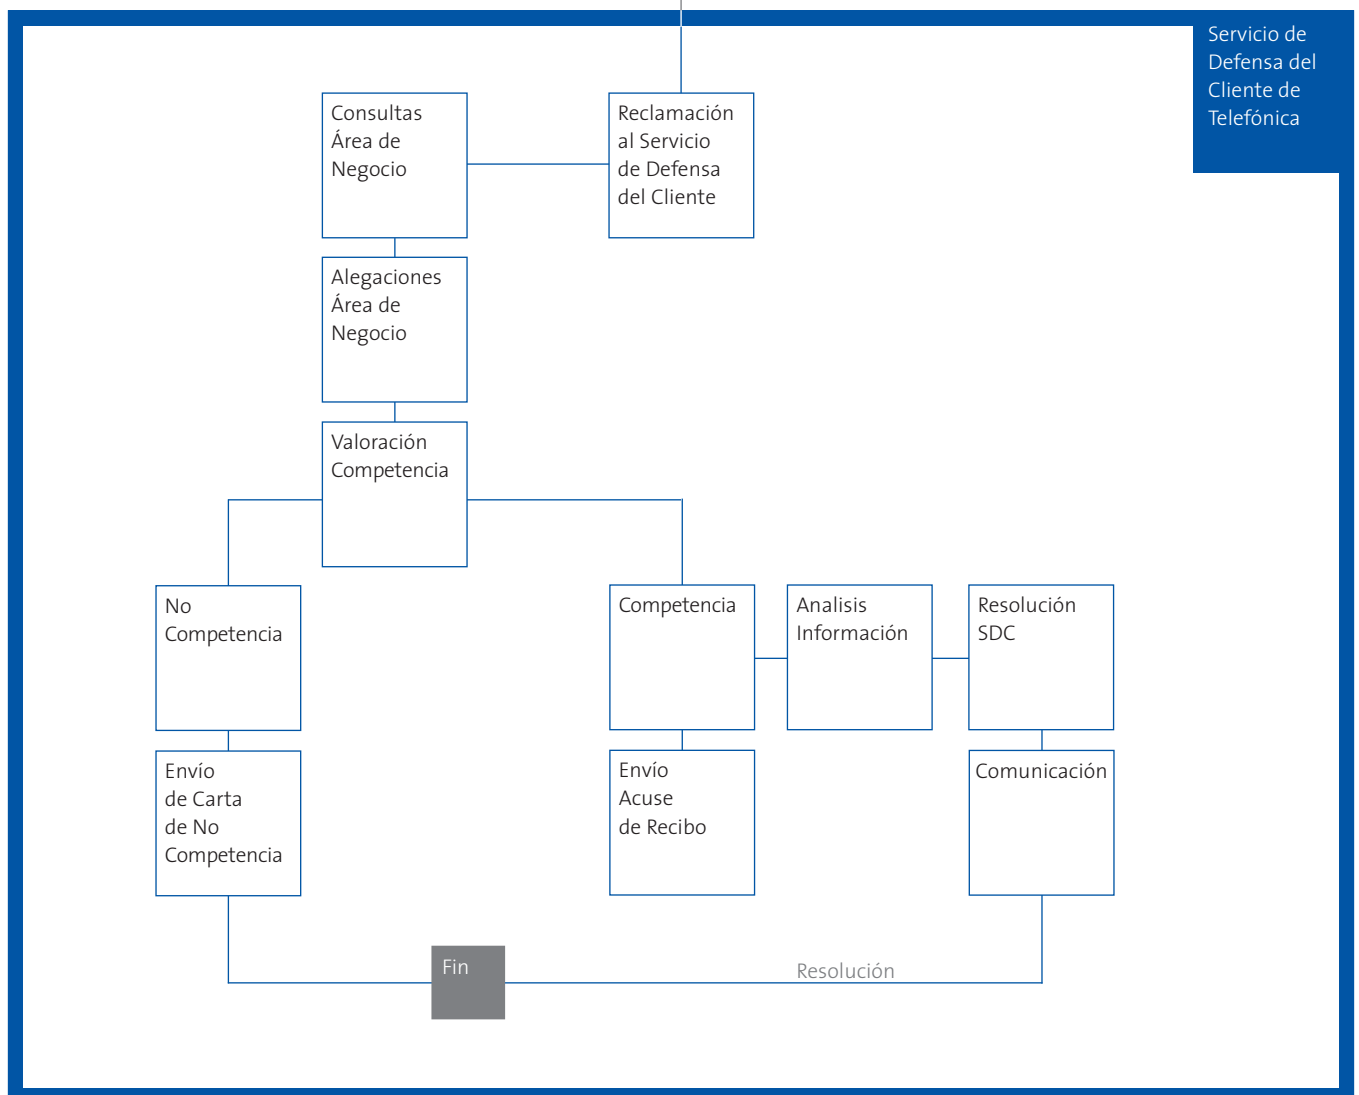 Servicio de
Defensa del
Cliente de
Telefónica
Consultas
Área de
Negocio
Reclamación
al Servicio
de Defensa
del Cliente
Alegaciones
Área de
Negocio
Valoración
Competencia
No
Competencia
Competencia
Analisis
Información
Resolución
SDC
Envío
de Carta
de No
Competencia
Envío
Acuse
de Recibo
Comunicación
Fin
Resolución